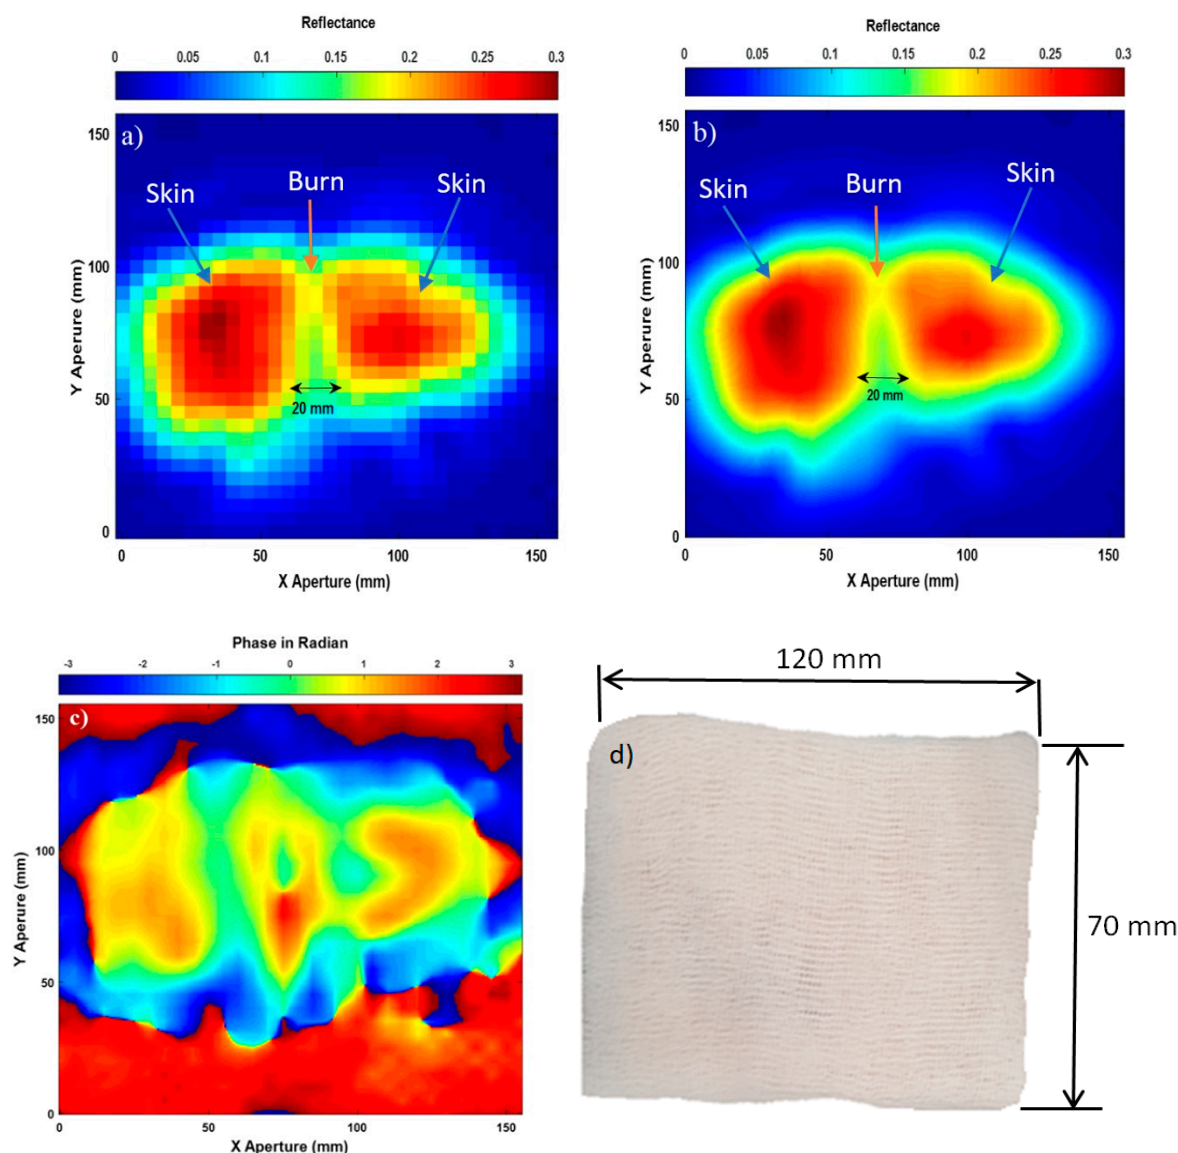 Reflectance
0 0.05 0.1 0.15 0.2 0.25 0.3
a)
Skin
Burn
Skin
20 mm
150
100
50
0
Y Aperure (mm)
0 50 100 150
X Aperture (mm)
Reflectance
0 0.05 0.1 0.15 0.2 0.25 0.3
b)
Skin
Burn
Skin
20 mm
150
100
50
0
Y Aperure (mm)
0 50 100 150
X Aperture (mm)
Phase in Radian
-3 -2 -1 0 1 2 3
c)
150
100
50
0
Y Aperure (mm)
0 50 100 150
X Aperture (mm)
120 mm
d)
70 mm